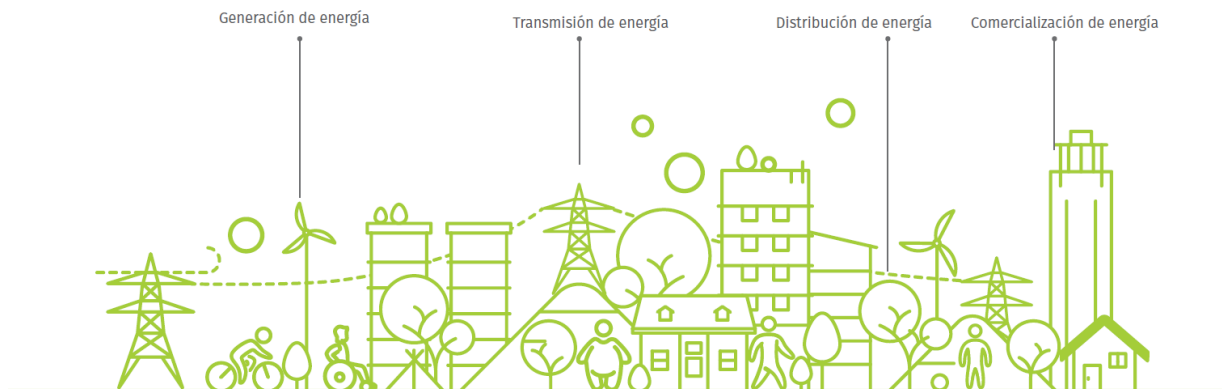 Generación de energía
Transmisión de energía
Distribución de energía
Comercialización de energía